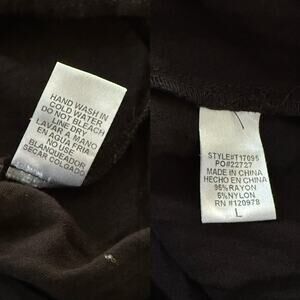 HAND WASH IN
COLD WATER
DO NOT BLEACH
LINE DRY
LAVAR A MANO
EN AGUA FRIA
NO USE
BLANQUEADOR
SECAR COLGADO
STYLE#T17095
PO#22727
MADE IN CHINA
HECHO EN CHINA
95%RAYON
5%NYLON
RN #120978
L